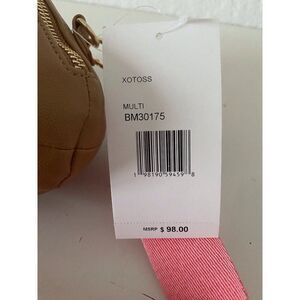 XOTOSS
MULTI
BM30175
1 98190 59459 8
MSRP $ 98.00